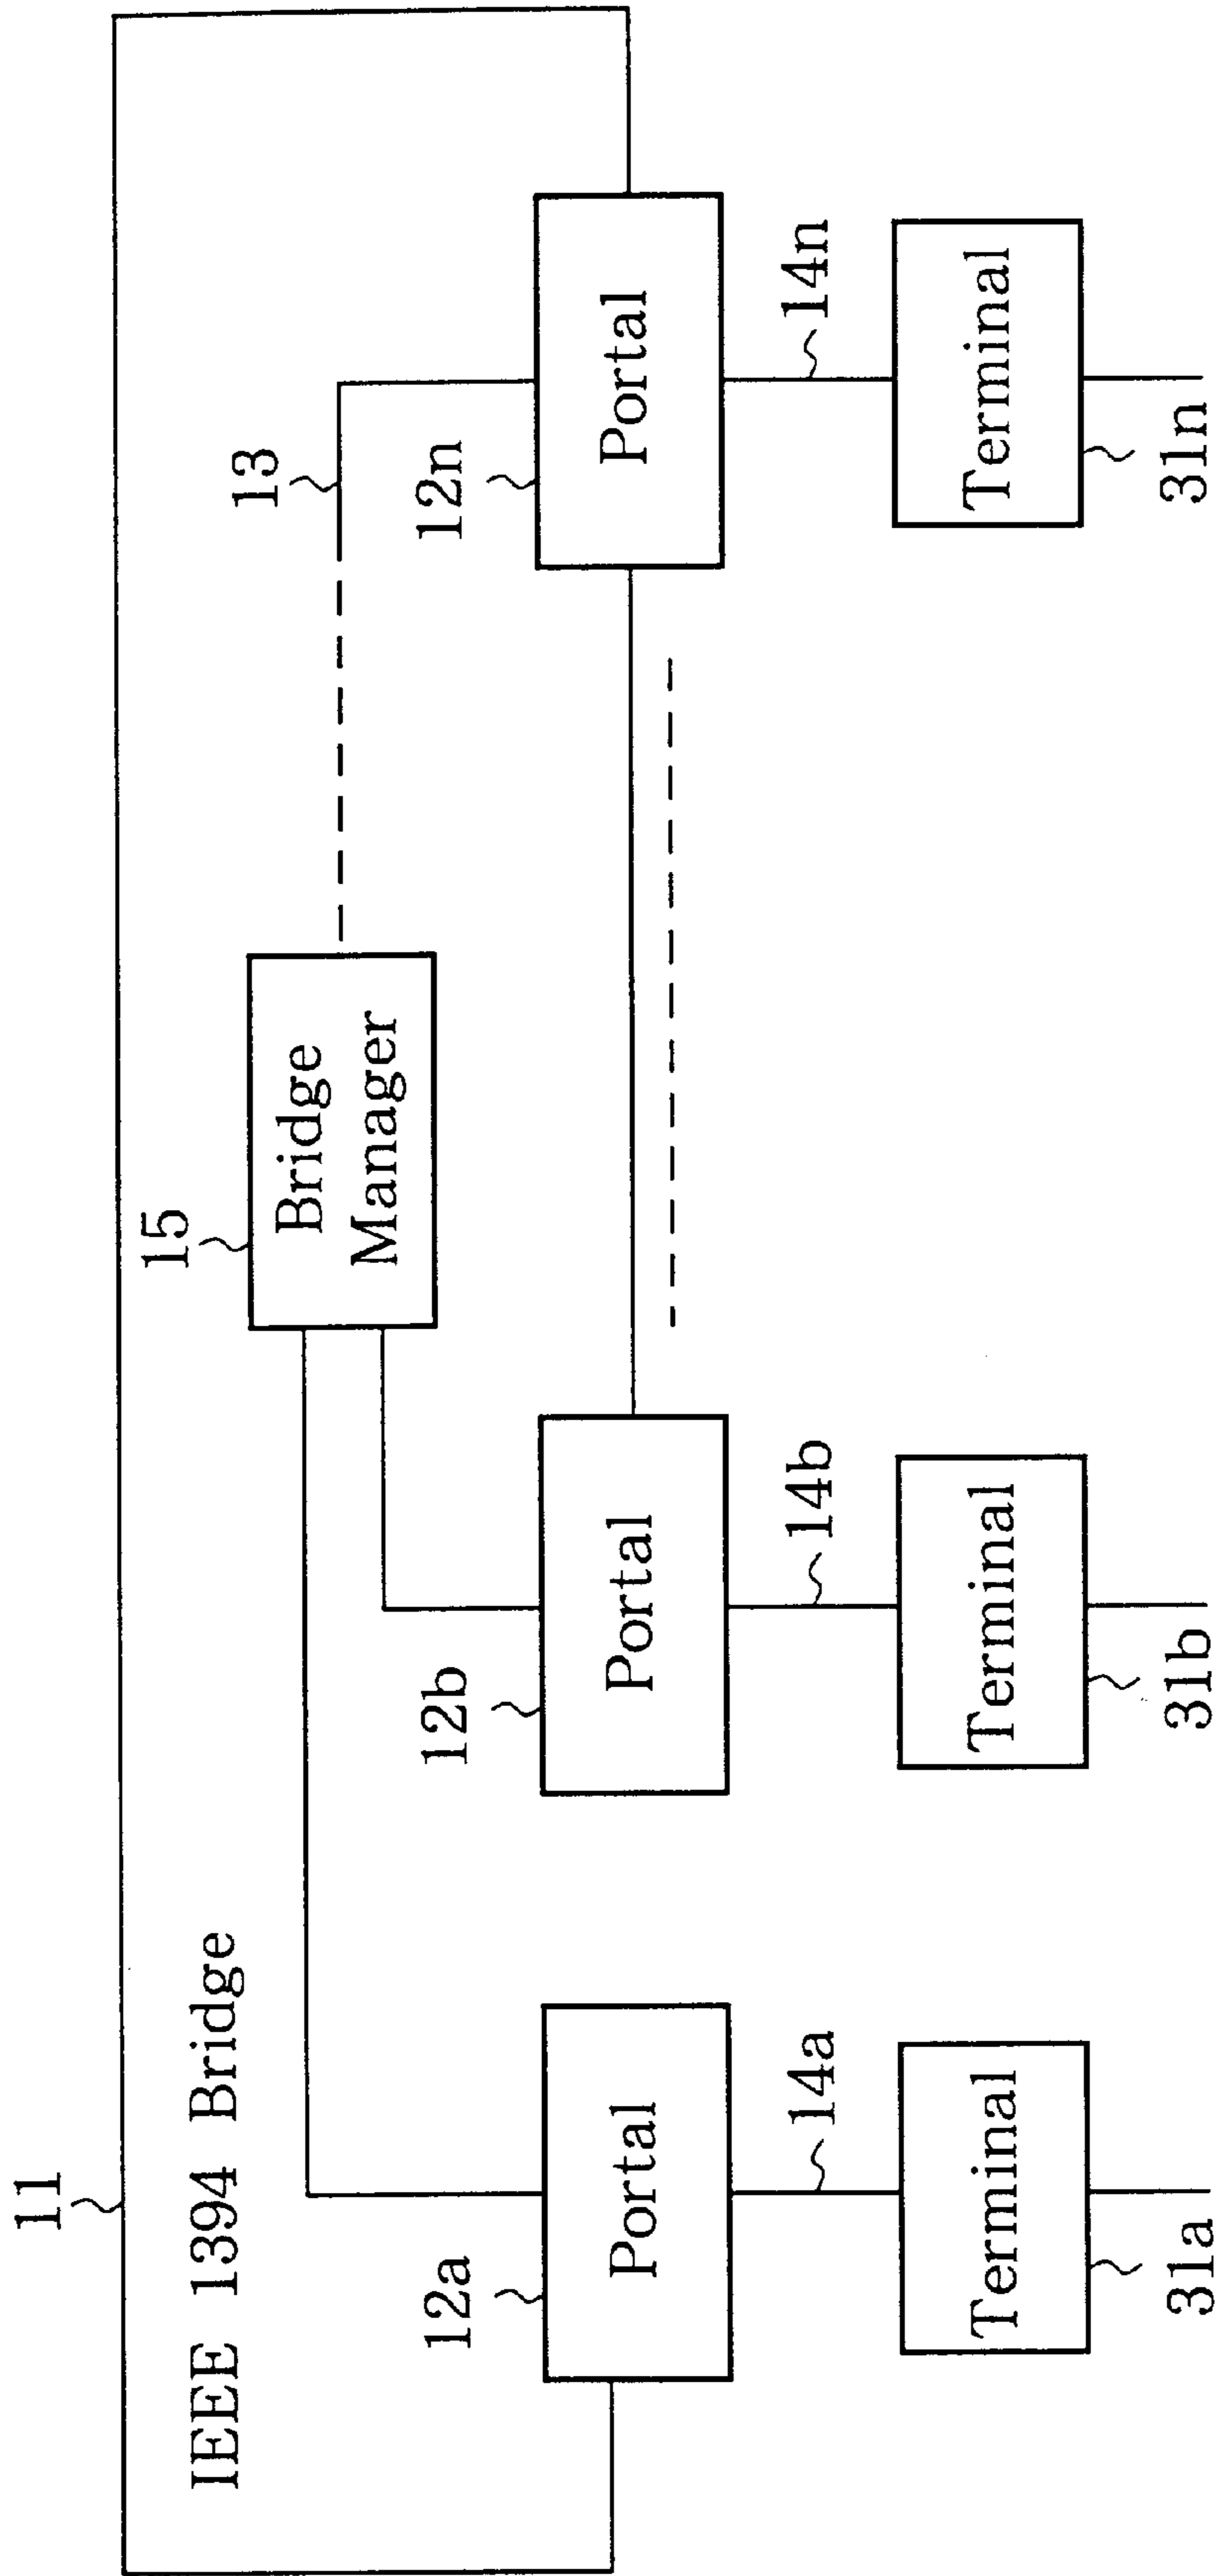 11
IEEE 1394 Bridge
15
Bridge
Manager
13
12a
Portal
12b
Portal
12n
Portal
14a
14b
14n
Terminal
Terminal
Terminal
31a
31b
31n